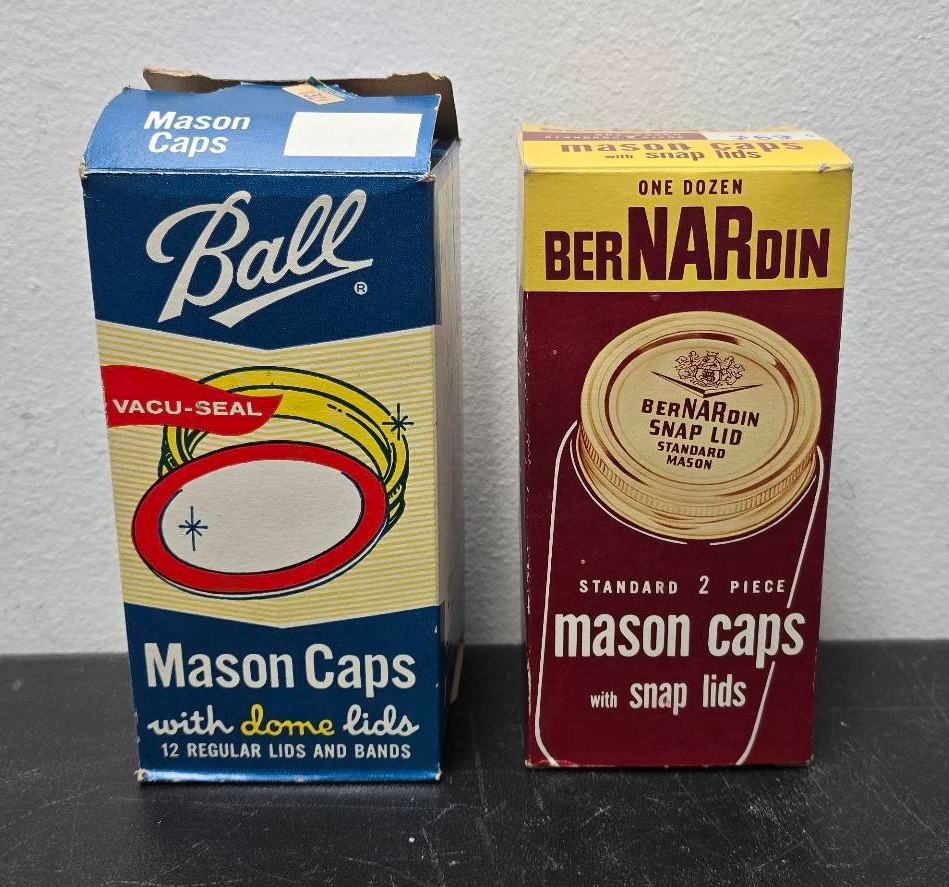 Mason
Caps
Ball
®
VACU-SEAL
Mason Caps
with dome lids
12 REGULAR LIDS AND BANDS
mason caps
with snap lids
ONE DOZEN
BERNARDIN
BERNARDIN
SNAP LID
STANDARD
MASON
STANDARD 2 PIECE
mason caps
with snap lids